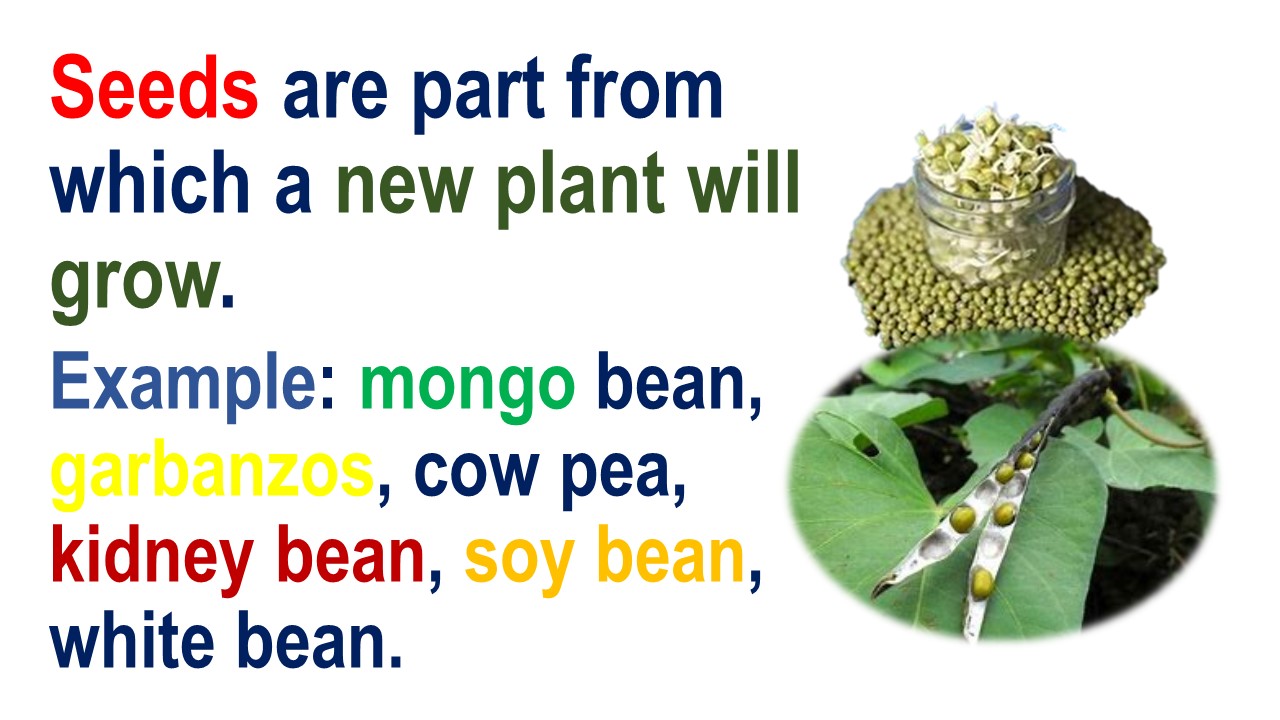 Seeds are part from
which a new plant will
grow.
Example: mongo bean,
garbanzos, cow pea,
kidney bean, soy bean,
white bean.